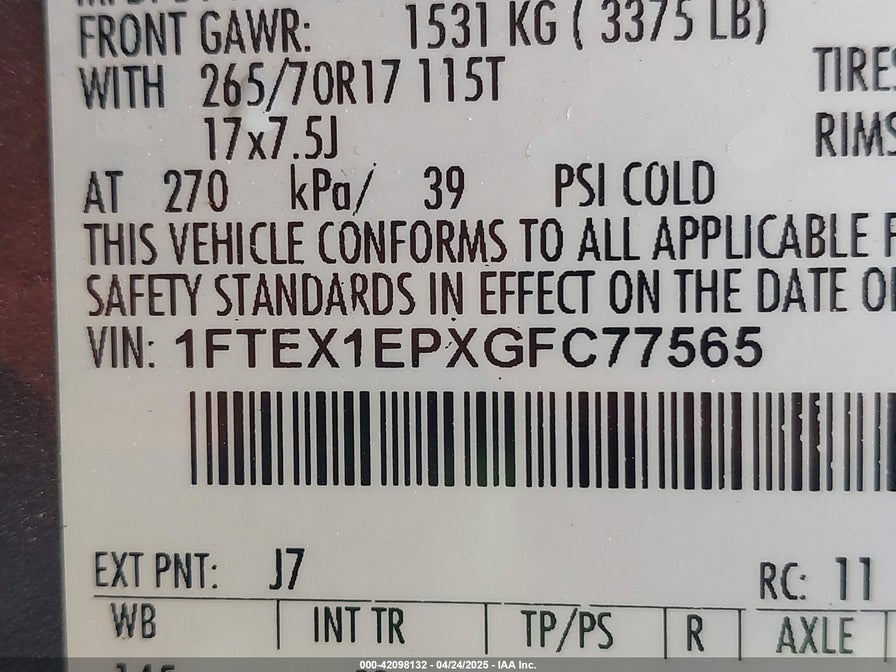 FRONT GAWR: 1531 KG ( 3375 LB)
WITH 265/70R17 115T TIRES
17x7.5J RIMS
AT 270 kPa/ 39 PSI COLD
THIS VEHICLE CONFORMS TO ALL APPLICABLE
SAFETY STANDARDS IN EFFECT ON THE DATE
VIN: 1FTEX1EPXGFC77565
EXT PNT: J7 RC: 11
WB INT TR TP/PS R AXLE
000-42098132 - 04/24/2025 - IAA Inc.